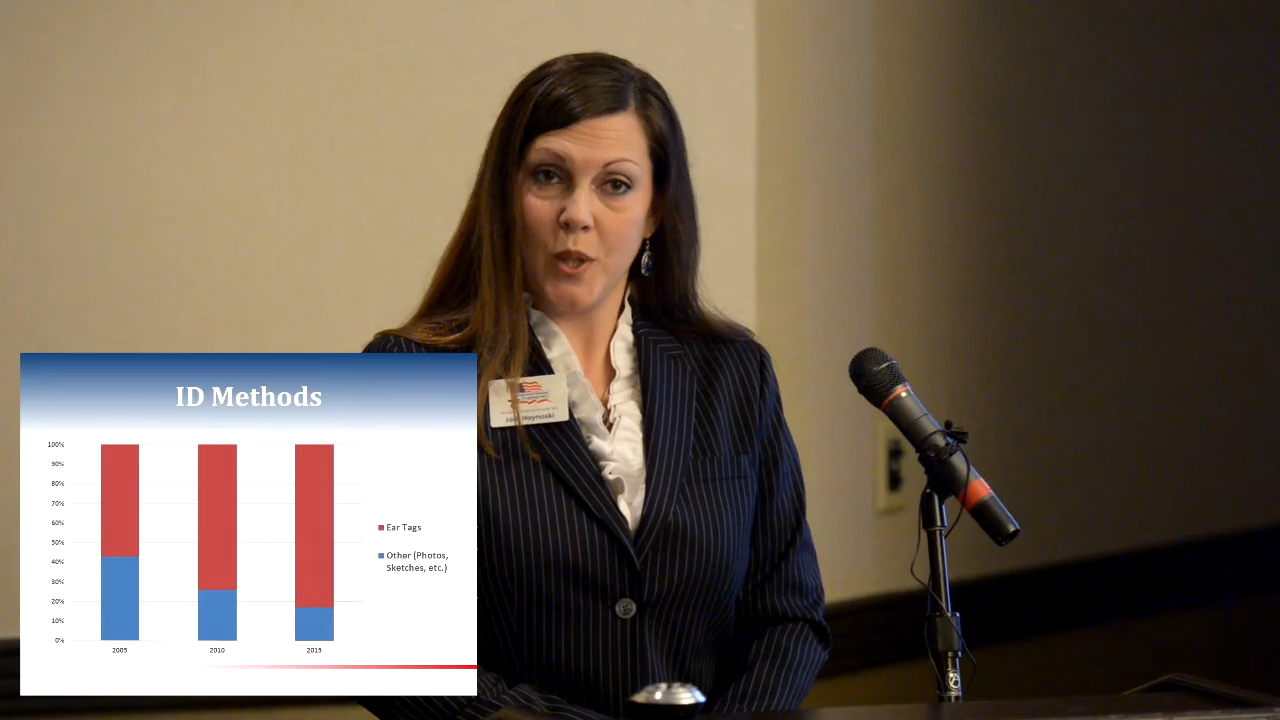 ID Methods
100%
90%
80%
70%
60%
50%
40%
30%
20%
10%
0%
2005
2010
2015
Ear Tags
Other (Photos,
Sketches, etc.)
Haynoski